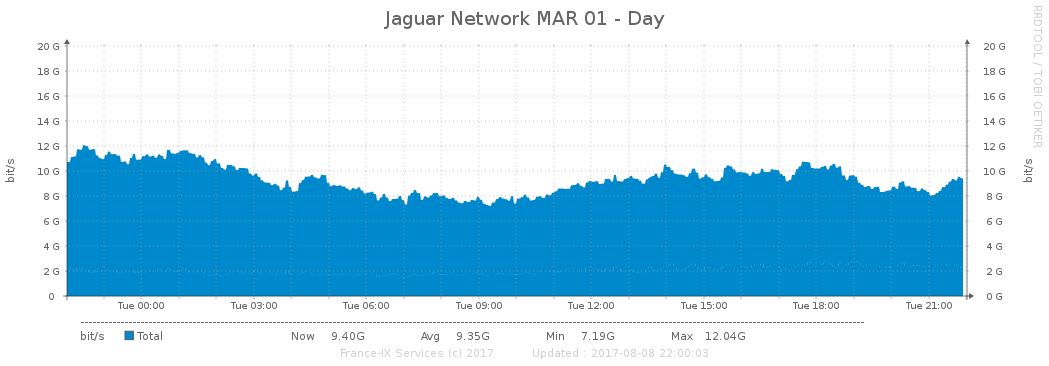 Jaguar Network MAR 01 - Day
RRDTOOL / TOBI OETIKER
20 G 20 G
18 G 18 G
16 G 16 G
14 G 14 G
12 G 12 G
10 G 10 G
8 G 8 G
6 G 6 G
4 G 4 G
2 G 2 G
0 0 G
bit/s
bit/s
Tue 00:00 Tue 03:00 Tue 06:00 Tue 09:00 Tue 12:00 Tue 15:00 Tue 18:00 Tue 21:00
bit/s Total Now 9.40G Avg 9.35G Min 7.19G Max 12.04G
France-IX Services (c) 2017 Updated : 2017-08-08 22:00:03